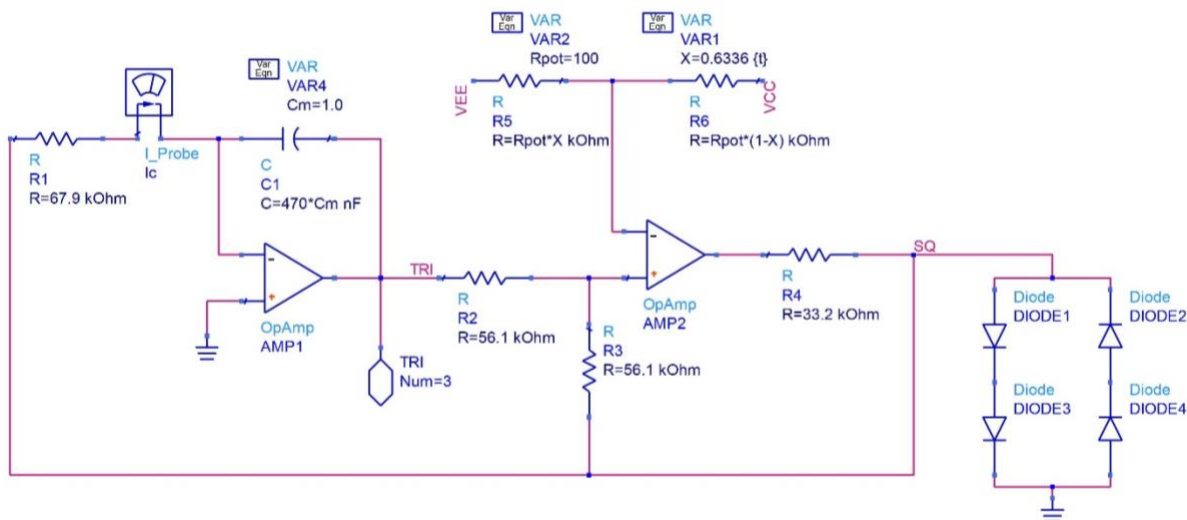 Var
Eqn
VAR
VAR2
Rpot=100
Var
Eqn
VAR
VAR1
X=0.6336 {t}
Var
Eqn
VAR
VAR4
Cm=1.0
VEE
R
R5
R=Rpot*X kOhm
R
R6
R=Rpot*(1-X) kOhm
VCC
R
R1
R=67.9 kOhm
I_Probe
Ic
C
C1
C=470*Cm nF
-
+
OpAmp
AMP1
TRI
R
R2
R=56.1 kOhm
TRI
Num=3
R
R3
R=56.1 kOhm
-
+
OpAmp
AMP2
R
R4
R=33.2 kOhm
SQ
Diode
DIODE1
Diode
DIODE2
Diode
DIODE3
Diode
DIODE4